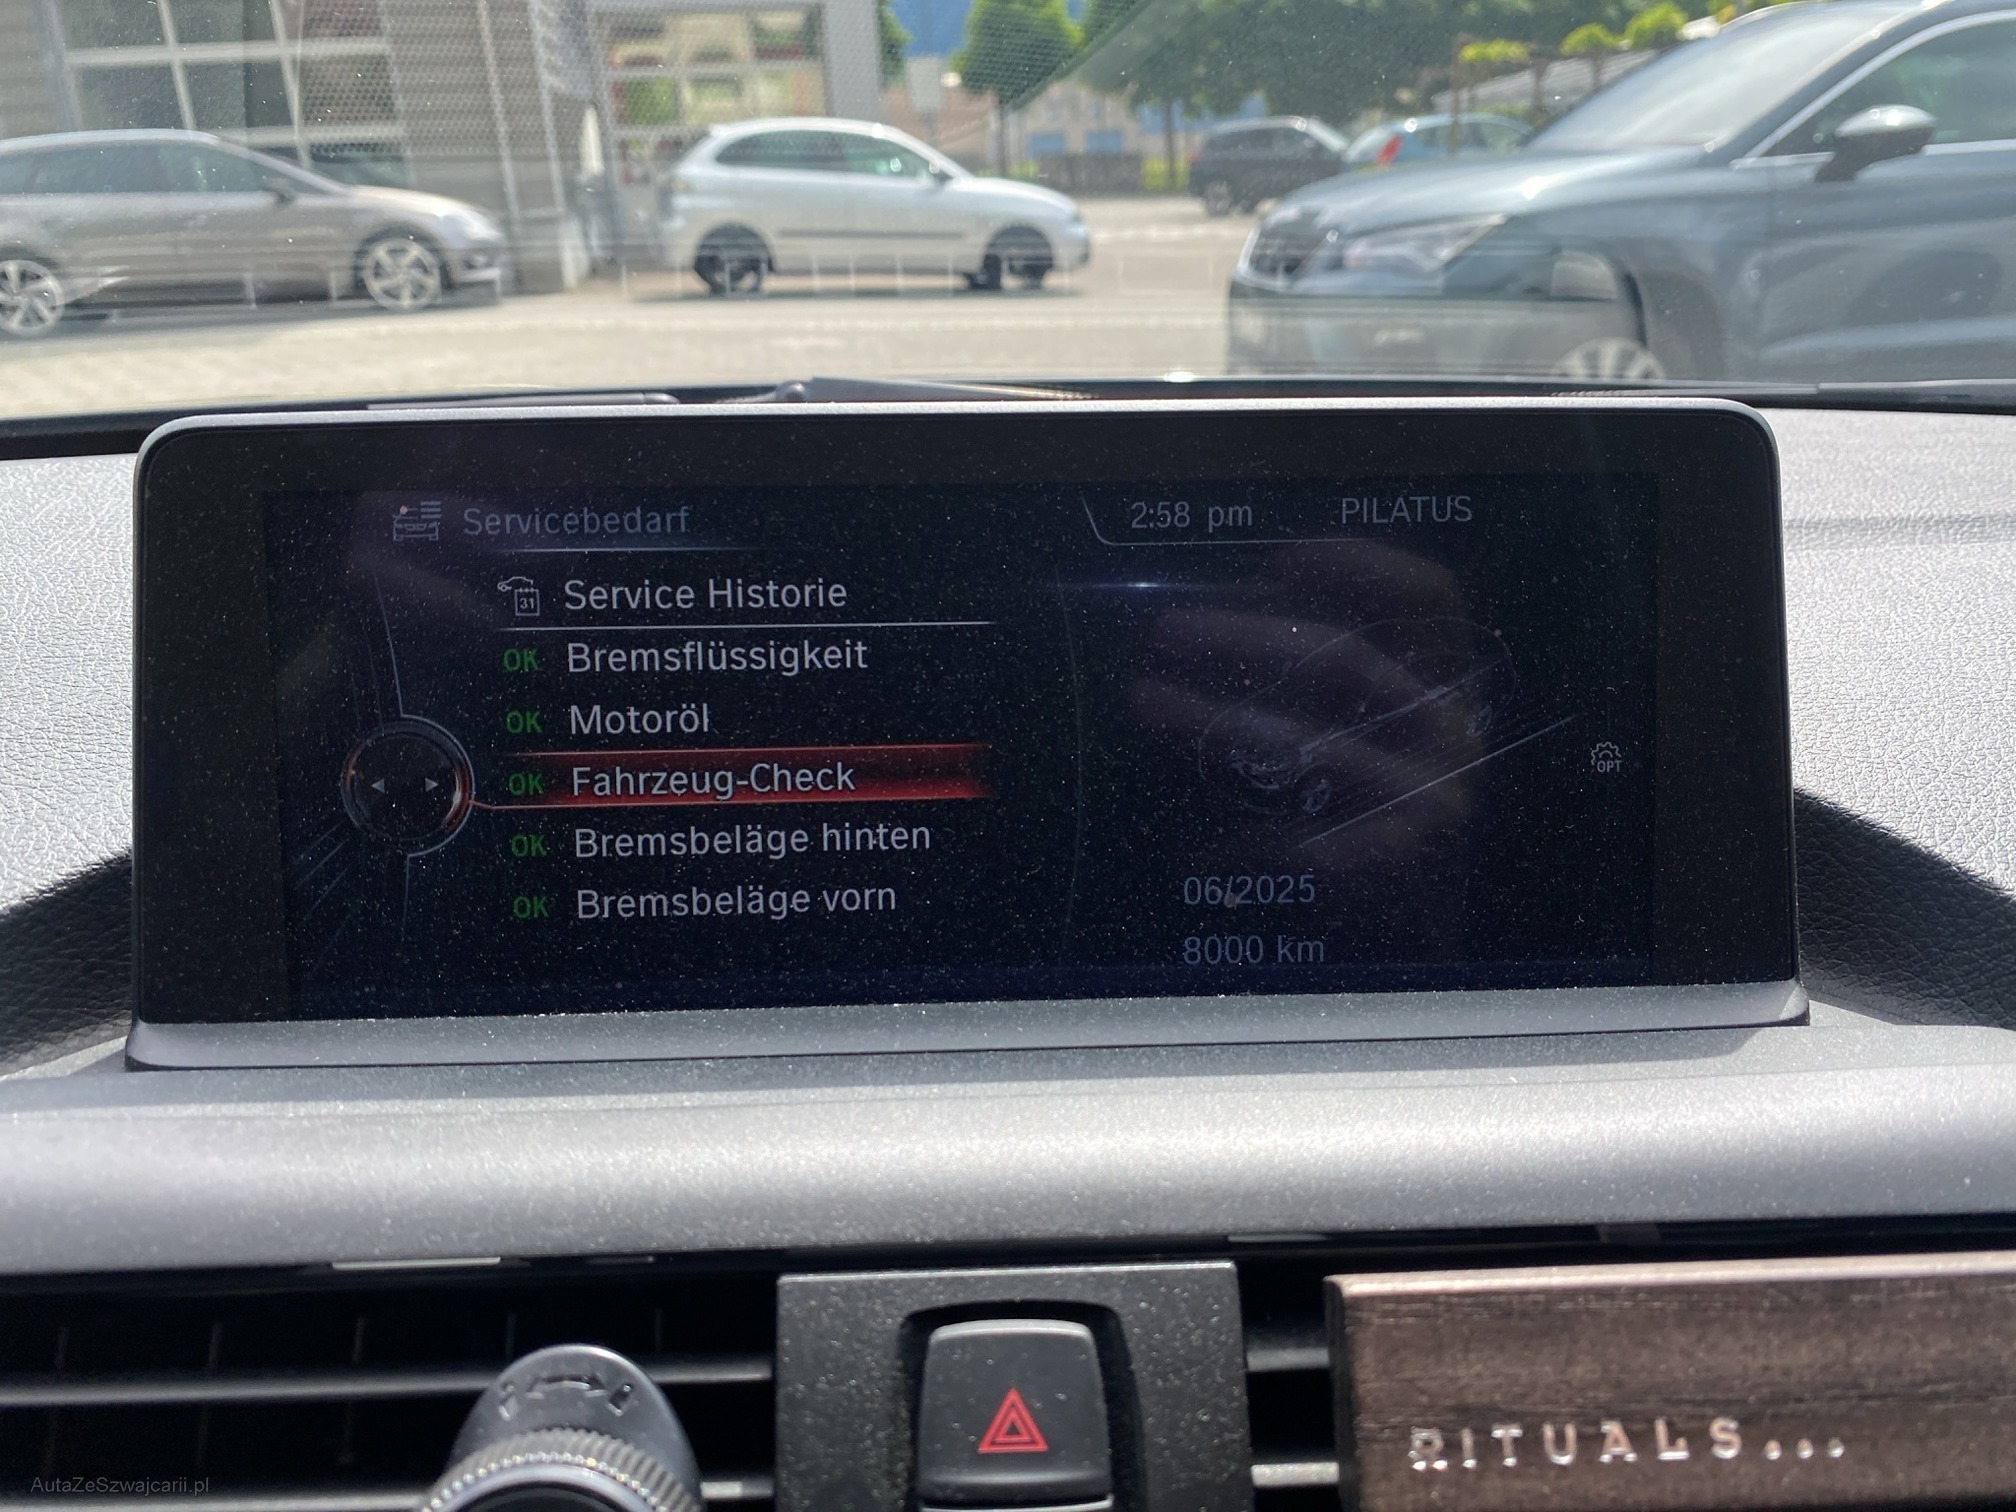 Servicebedarf
2:58 pm PILATUS
31 Service Historie
OK Bremsflüssigkeit
OK Motoröl
OK Fahrzeug-Check
OPT
OK Bremsbeläge hinten
OK Bremsbeläge vorn
06/2025
8000 km
RITUALS...
AutaZeSzwajcarii.pl